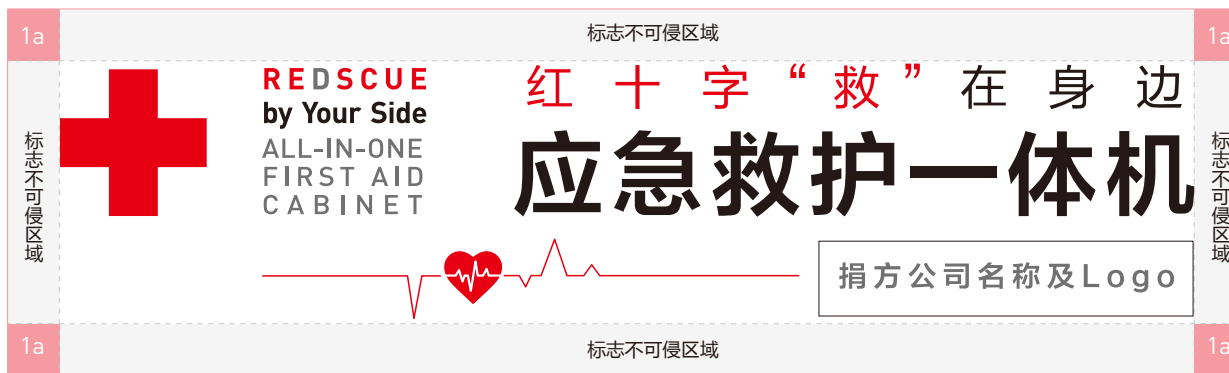 1a
标志不可侵区域
1a
标志不可侵区域
REDSCUE
by Your Side
ALL-IN-ONE
FIRST AID
CABINET
红十字“救”在身边
应急救护一体机
捐方公司名称及Logo
标志不可侵区域
1a
标志不可侵区域
1a